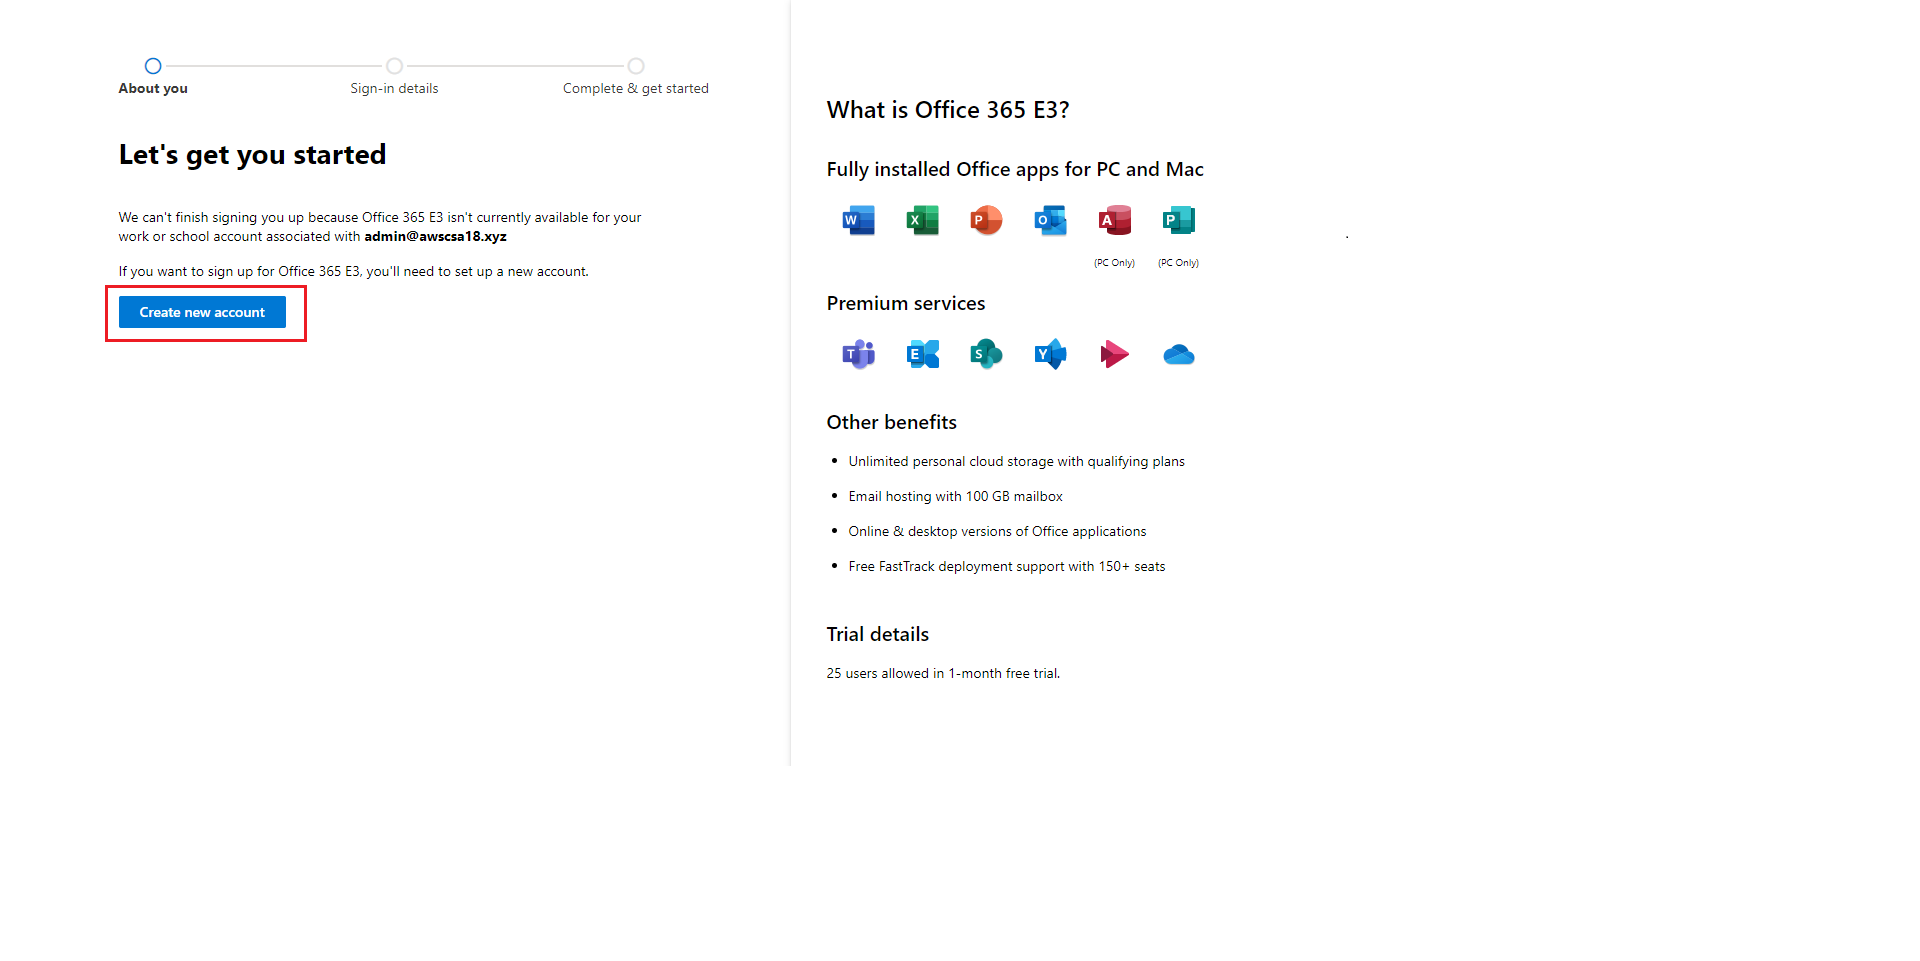 About you
Sign-in details
Complete & get started
Let's get you started
We can't finish signing you up because Office 365 E3 isn't currently available for your
work or school account associated with admin@awscsa18.xyz
If you want to sign up for Office 365 E3, you'll need to set up a new account.
Create new account
What is Office 365 E3?
Fully installed Office apps for PC and Mac
W X P O A P
(PC Only) (PC Only)
Premium services
T E S Y
Other benefits
• Unlimited personal cloud storage with qualifying plans
• Email hosting with 100 GB mailbox
• Online & desktop versions of Office applications
• Free FastTrack deployment support with 150+ seats
Trial details
25 users allowed in 1-month free trial.